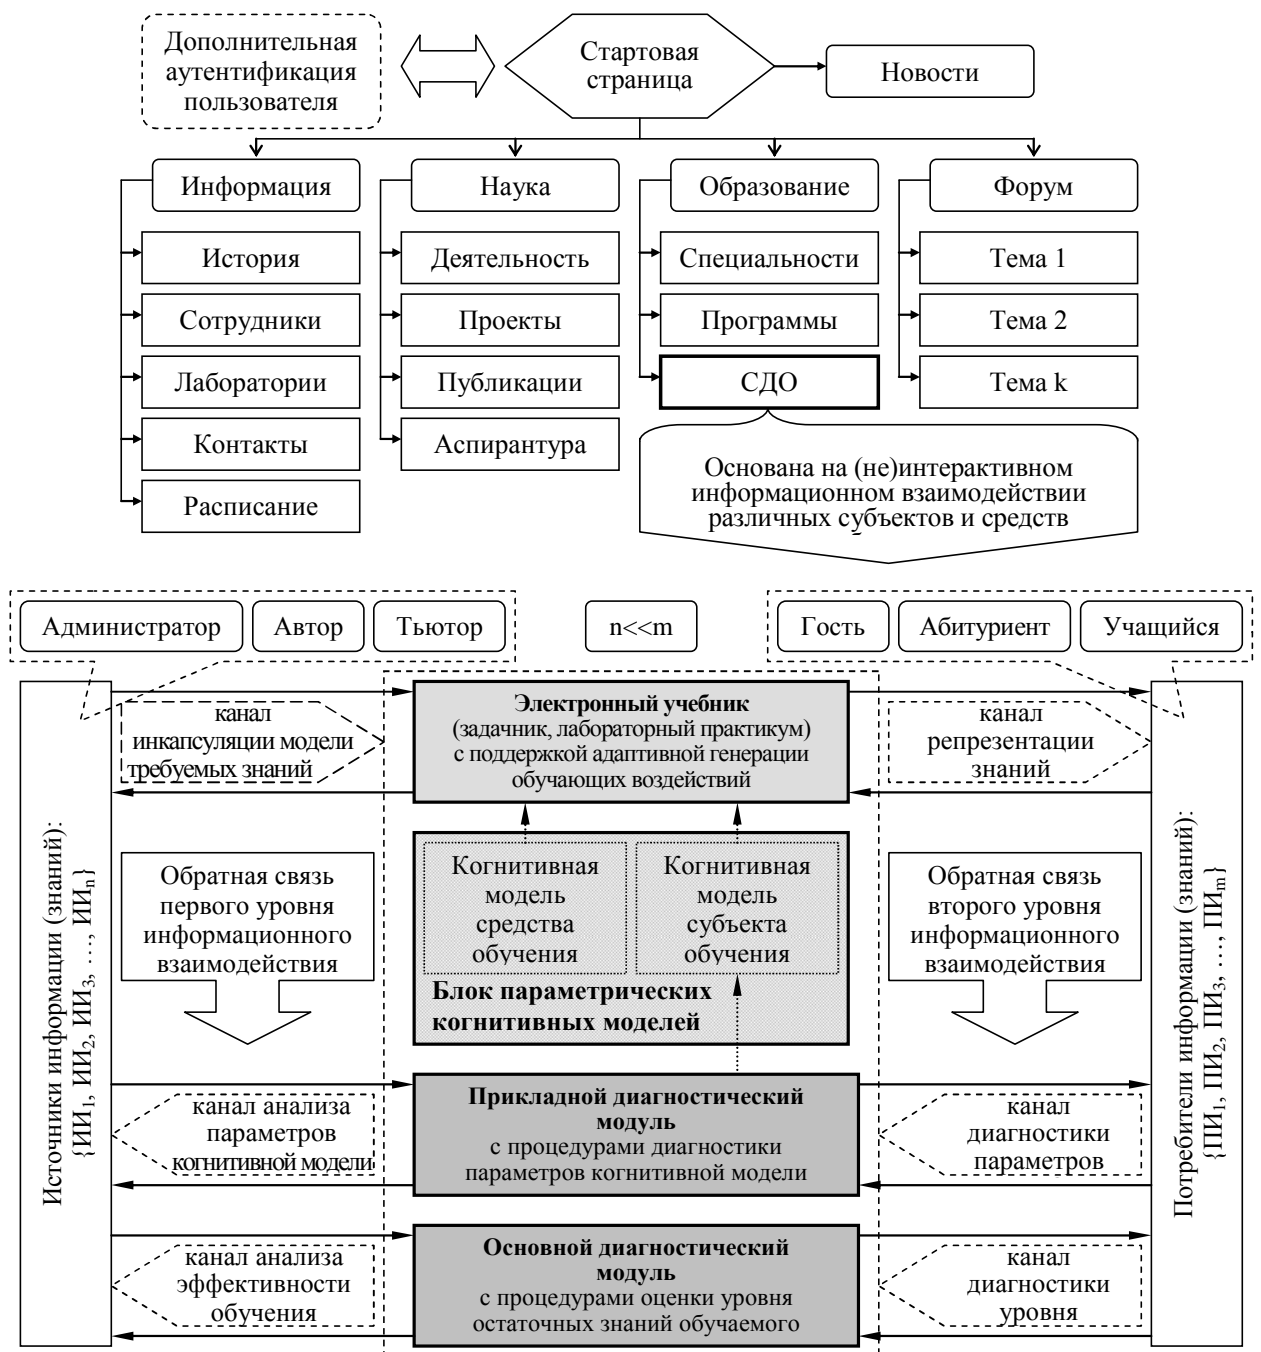 Дополнительная
аутентификация
пользователя
Стартовая
страница
Новости
Информация
Наука
Образование
Форум
История
Деятельность
Специальности
Тема 1
Сотрудники
Проекты
Программы
Тема 2
Лаборатории
Публикации
СДО
Тема k
Контакты
Аспирантура
Расписание
Основана на (не)интерактивном
информационном взаимодействии
различных субъектов и средств
Администратор
Автор
Тьютор
n<<m
Гость
Абитуриент
Учащийся
Источники информации (знаний):
{ИИ₁, ИИ₂, ИИ₃, …, ИИₙ}
канал
инкапсуляции модели
требуемых знаний
Электронный учебник
(задачник, лабораторный практикум)
с поддержкой адаптивной генерации
обучающих воздействий
канал
репрезентации
знаний
Потребители информации (знаний):
{ПИ₁, ПИ₂, ПИ₃, …, ПИₘ}
Обратная связь
первого уровня
информационного
взаимодействия
Когнитивная
модель
средства
обучения
Когнитивная
модель
субъекта
обучения
Блок параметрических
когнитивных моделей
Обратная связь
второго уровня
информационного
взаимодействия
канал анализа
параметров
когнитивной модели
Прикладной диагностический
модуль
с процедурами диагностики
параметров когнитивной модели
канал
диагностики
параметров
канал анализа
эффективности
обучения
Основной диагностический
модуль
с процедурами оценки уровня
остаточных знаний обучаемого
канал
диагностики
уровня